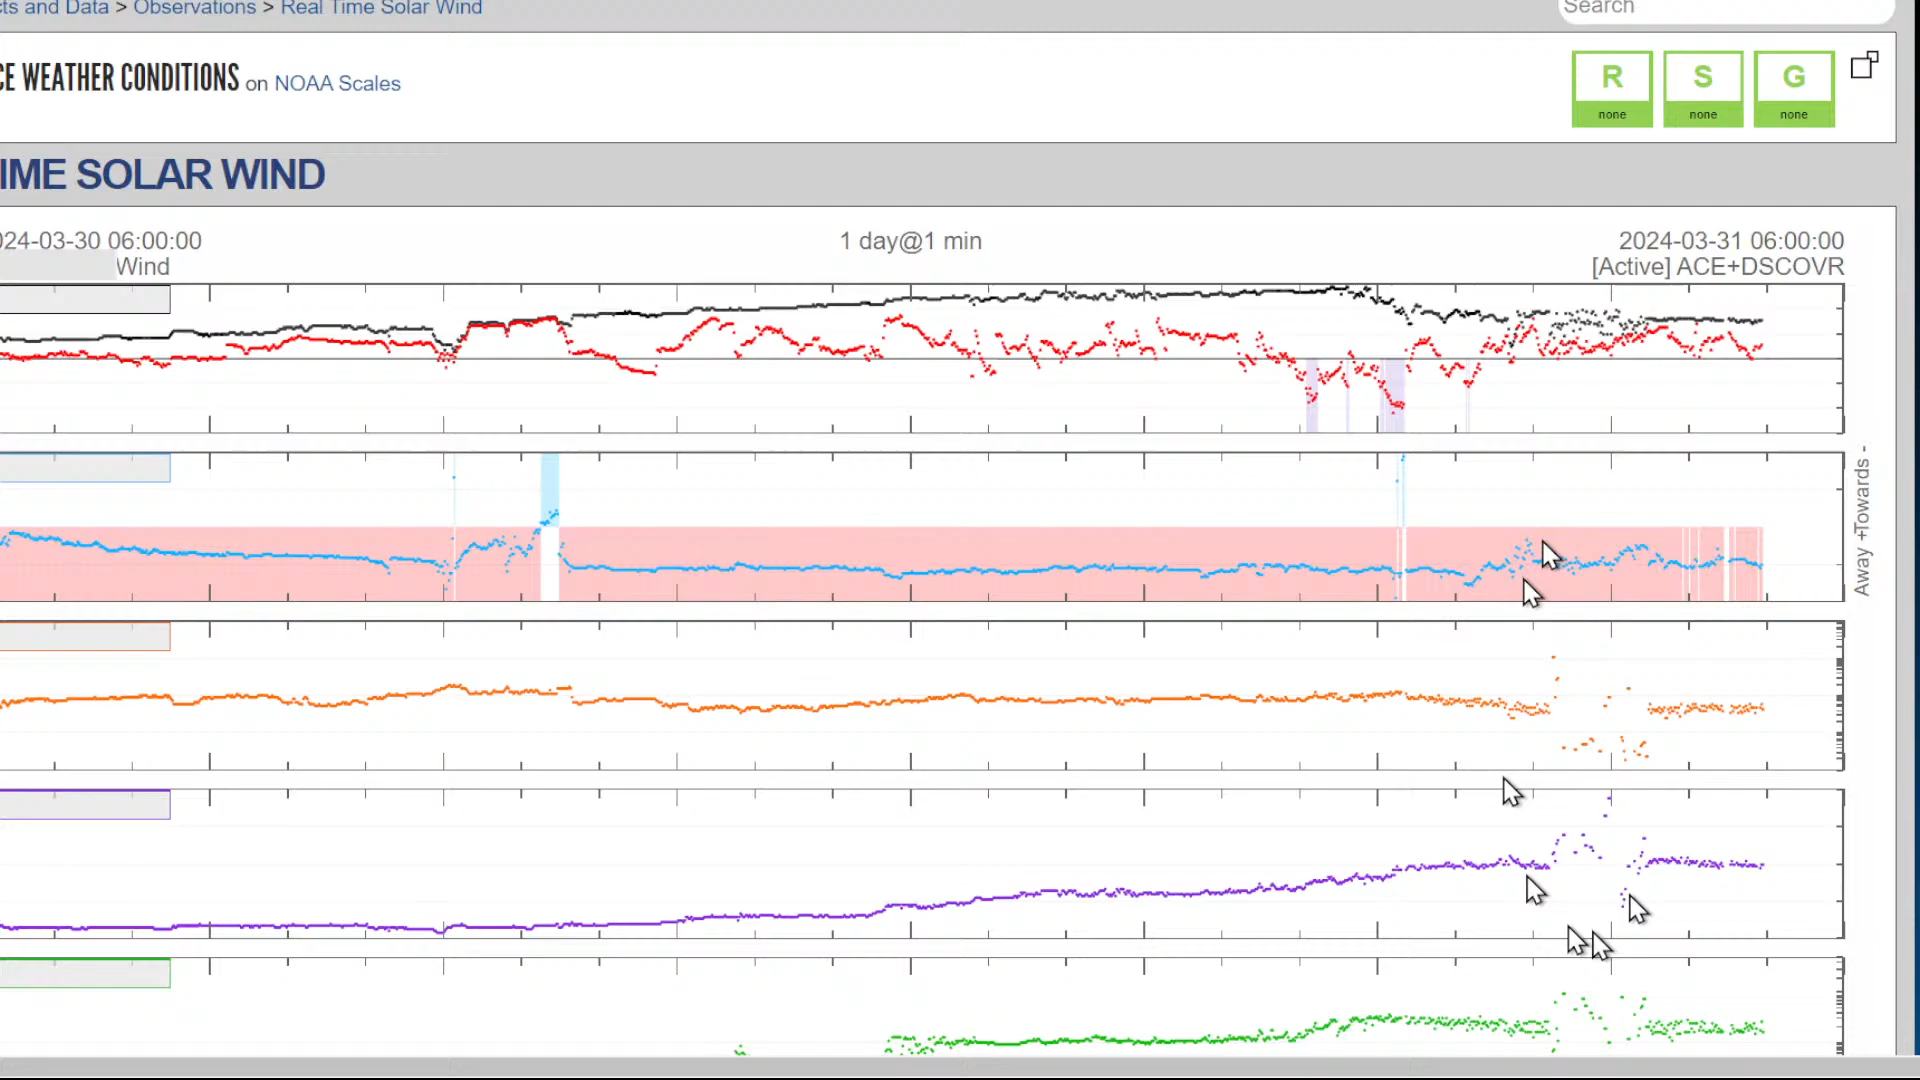 ts and Data > Observations > Real Time Solar Wind
Search
CE WEATHER CONDITIONS on NOAA Scales
R
none
S
none
G
none
IME SOLAR WIND
024-03-30 06:00:00
1 day@1 min
2024-03-31 06:00:00
Wind
[Active] ACE+DSCOVR
Away + Towards -